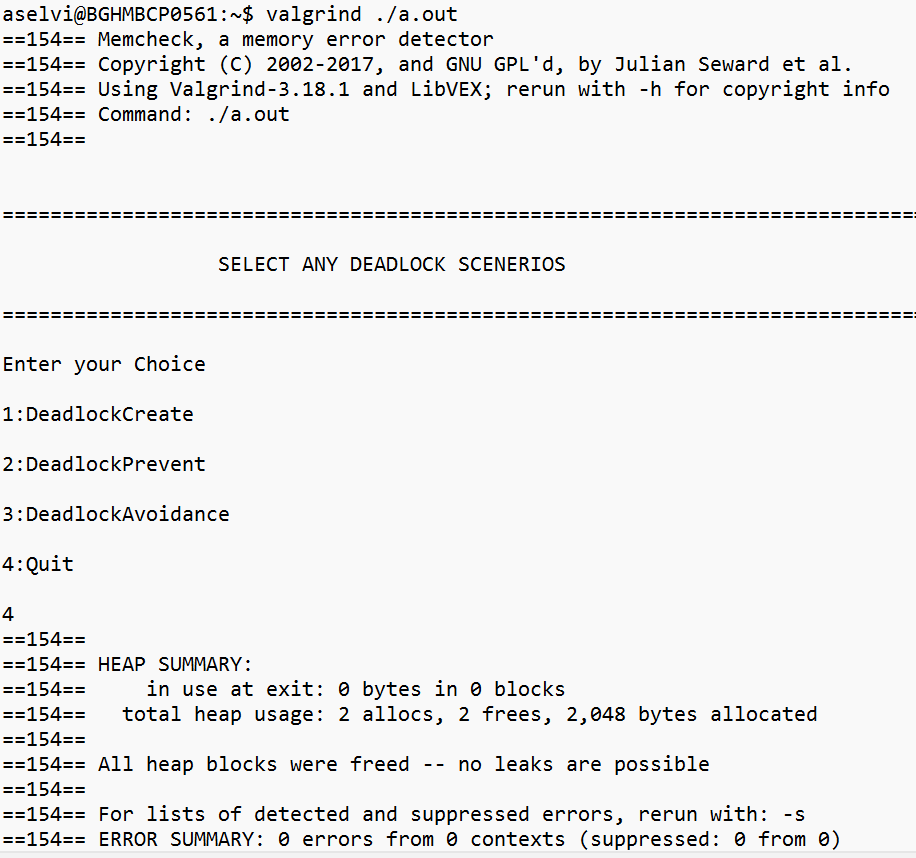 aselvi@BGHMBCP0561:~$ valgrind ./a.out
==154== Memcheck, a memory error detector
==154== Copyright (C) 2002-2017, and GNU GPL'd, by Julian Seward et al.
==154== Using Valgrind-3.18.1 and LibVEX; rerun with -h for copyright info
==154== Command: ./a.out
==154==
============================================================================
SELECT ANY DEADLOCK SCENERIOS
============================================================================
Enter your Choice
1:DeadlockCreate
2:DeadlockPrevent
3:DeadlockAvoidance
4:Quit
4
==154==
==154== HEAP SUMMARY:
==154==     in use at exit: 0 bytes in 0 blocks
==154==   total heap usage: 2 allocs, 2 frees, 2,048 bytes allocated
==154==
==154== All heap blocks were freed -- no leaks are possible
==154==
==154== For lists of detected and suppressed errors, rerun with: -s
==154== ERROR SUMMARY: 0 errors from 0 contexts (suppressed: 0 from 0)